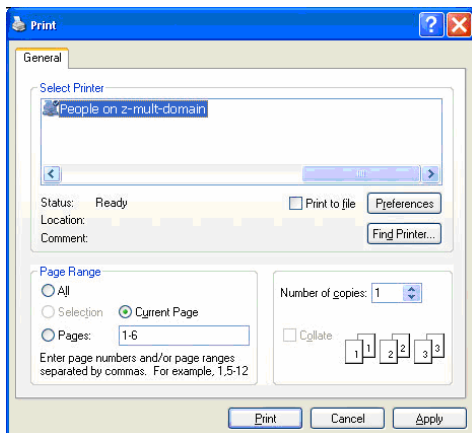 Print
General
Select Printer
People on z-mult-domain
Status: Ready
Print to file
Preferences
Location:
Comment:
Find Printer...
Page Range
All
Selection
Current Page
Pages: 1-6
Enter page numbers and/or page ranges
separated by commas. For example, 1,5-12
Number of copies: 1
Collate
1 1 2 2 3 3
Print
Cancel
Apply